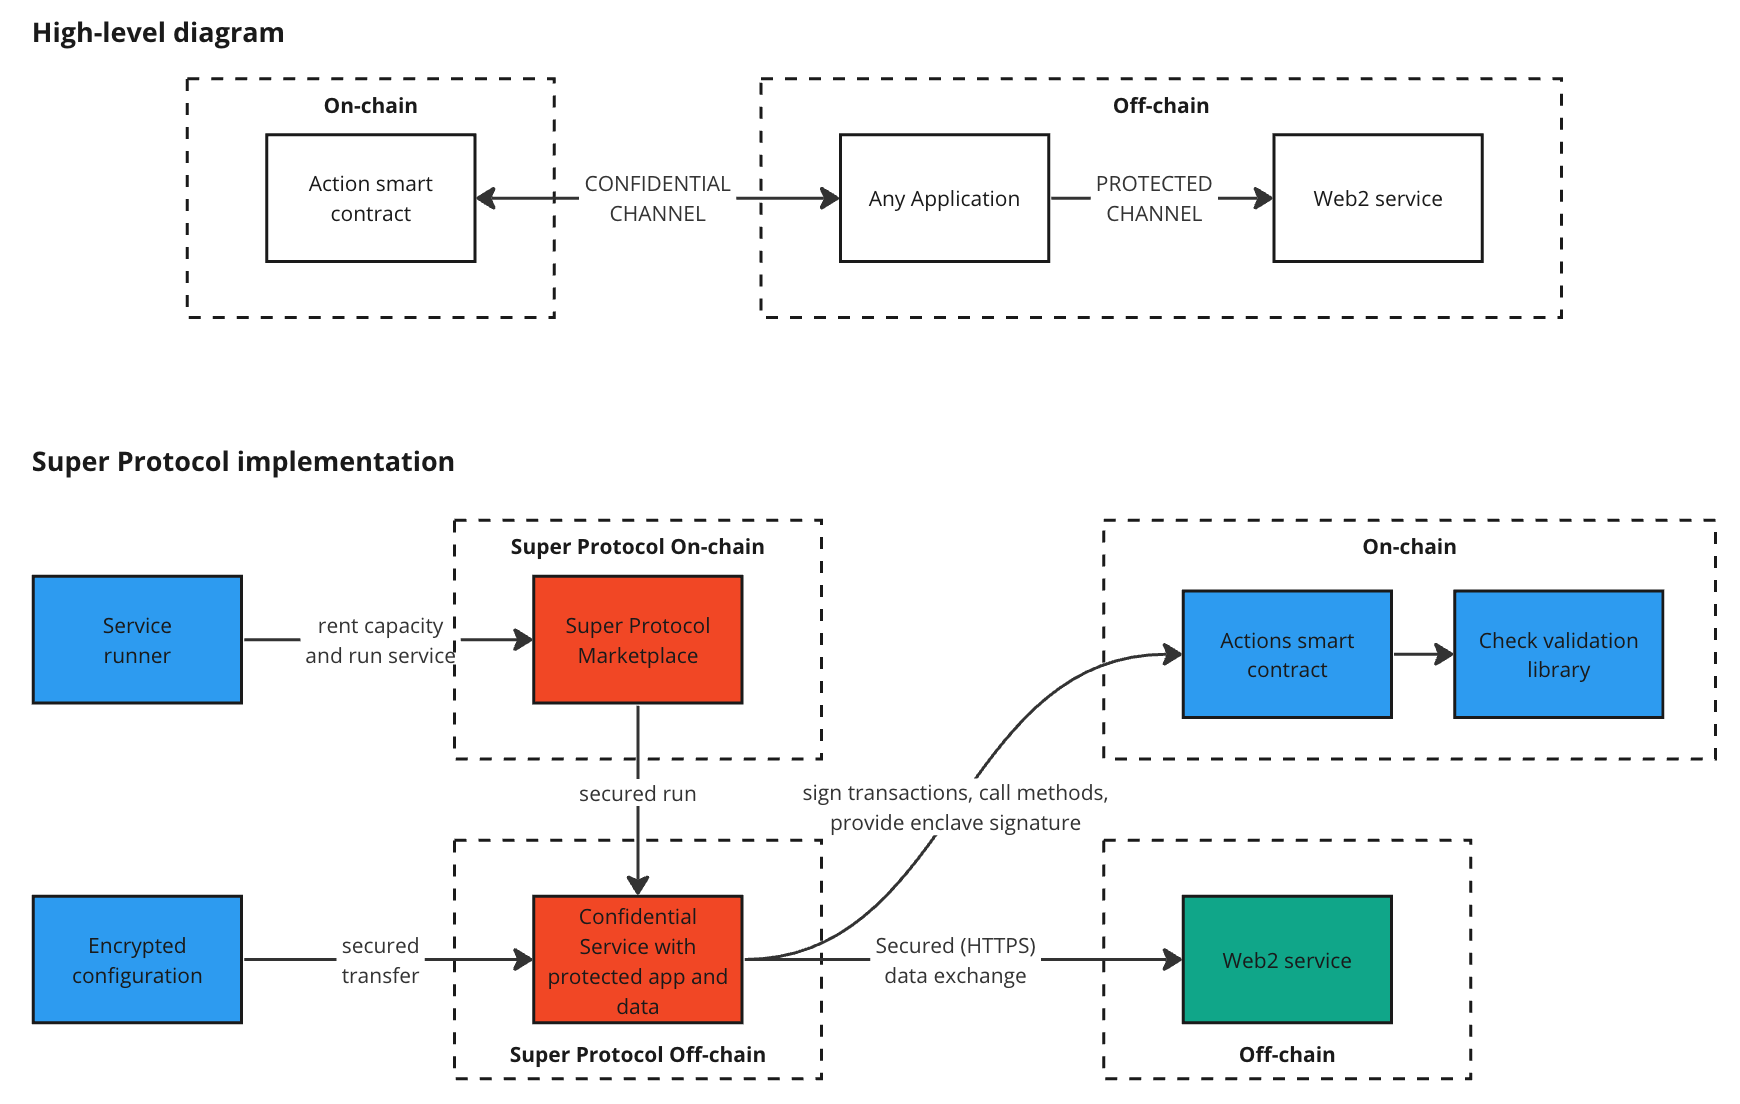 High-level diagram
On-chain
Off-chain
Action smart
contract
CONFIDENTIAL
CHANNEL
Any Application
PROTECTED
CHANNEL
Web2 service
Super Protocol implementation
Super Protocol On-chain
On-chain
Service
runner
rent capacity
and run service
Super Protocol
Marketplace
Actions smart
contract
Check validation
library
secured run
sign transactions, call methods,
provide enclave signature
Encrypted
configuration
secured
transfer
Confidential
Service with
protected app and
data
Secured (HTTPS)
data exchange
Web2 service
Super Protocol Off-chain
Off-chain